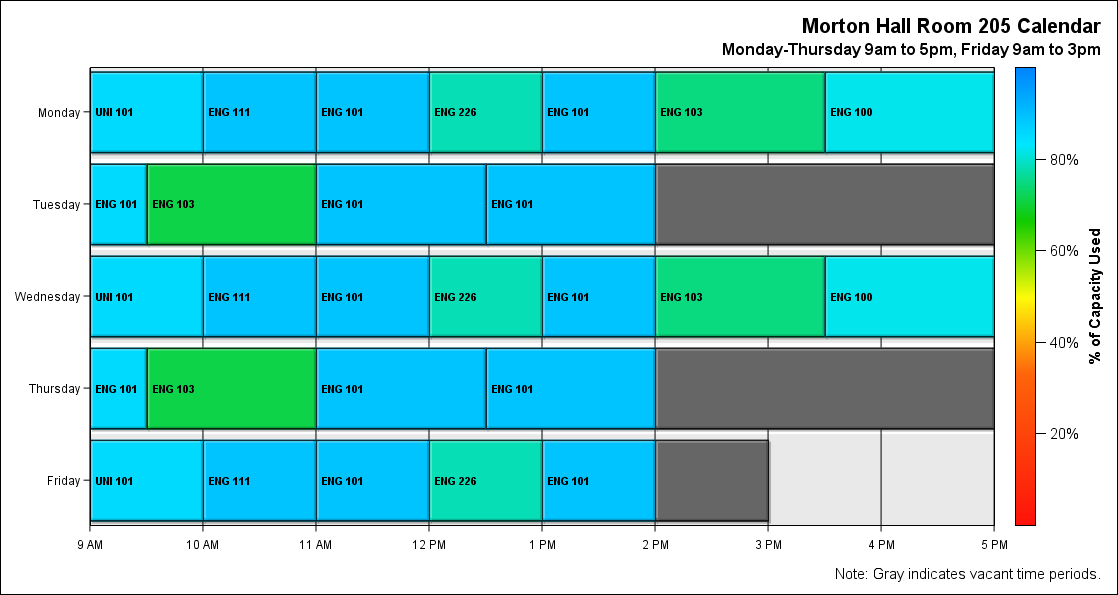 Morton Hall Room 205 Calendar
Monday-Thursday 9am to 5pm, Friday 9am to 3pm
Monday UNI 101 ENG 111 ENG 101 ENG 226 ENG 101 ENG 103 ENG 100
Tuesday ENG 101 ENG 103 ENG 101 ENG 101
Wednesday UNI 101 ENG 111 ENG 101 ENG 226 ENG 101 ENG 103 ENG 100
Thursday ENG 101 ENG 103 ENG 101 ENG 101
Friday UNI 101 ENG 111 ENG 101 ENG 226 ENG 101
9 AM 10 AM 11 AM 12 PM 1 PM 2 PM 3 PM 4 PM 5 PM
80%
60%
40%
20%
% of Capacity Used
Note: Gray indicates vacant time periods.